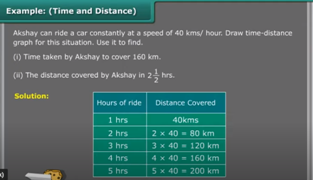 Example: (Time and Distance)
Akshay can ride a car constantly at a speed of 40 kms/ hour. Draw time-distance
graph for this situation. Use it to find.
(i) Time taken by Akshay to cover 160 km.
(ii) The distance covered by Akshay in 2 1/2 hrs.
Solution:
Hours of ride Distance Covered
1 hrs 40kms
2 hrs 2 × 40 = 80 km
3 hrs 3 × 40 = 120 km
4 hrs 4 × 40 = 160 km
5 hrs 5 × 40 = 200 km